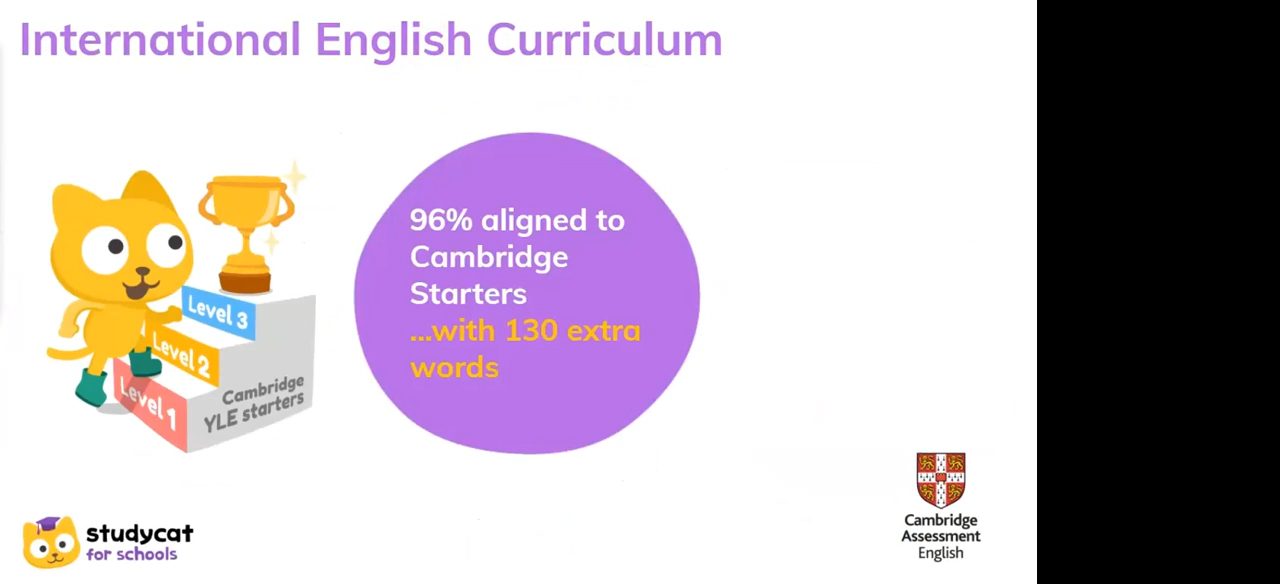 International English Curriculum
96% aligned to
Cambridge
Starters
...with 130 extra
words
Level 3
Level 2
Level 1
Cambridge
YLE starters
studycat
for schools
Cambridge
Assessment
English